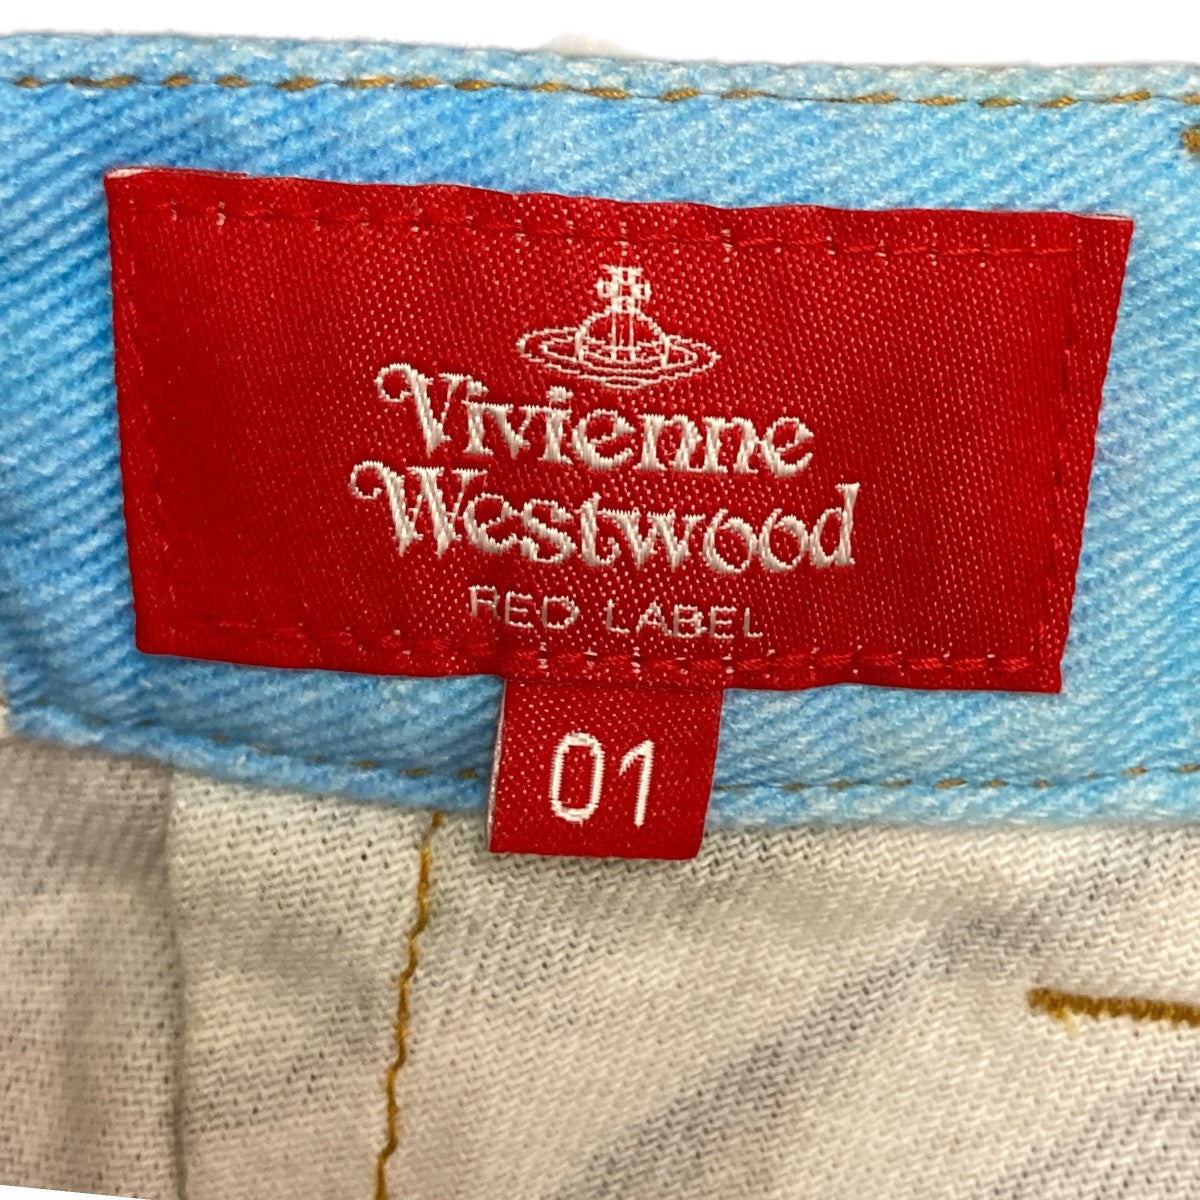 Vivienne
Westwood
RED LABEL
01